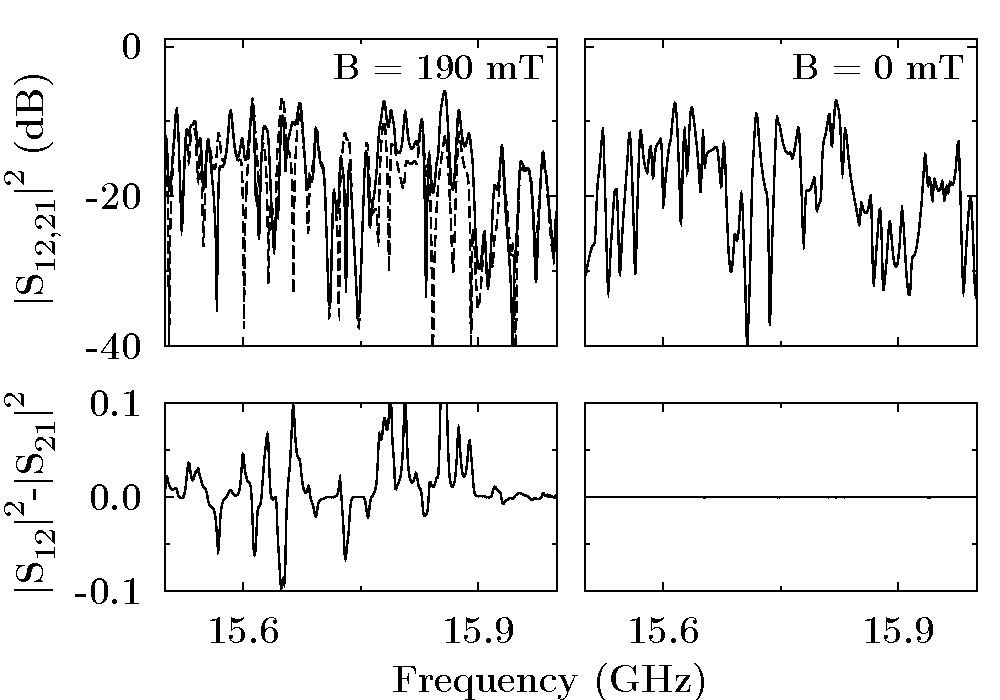 B = 190 mT
B = 0 mT
|S12,21|² (dB)
0
-20
-40
|S12|²-|S21|²
0.1
0.0
-0.1
15.6 15.9 15.6 15.9
Frequency (GHz)